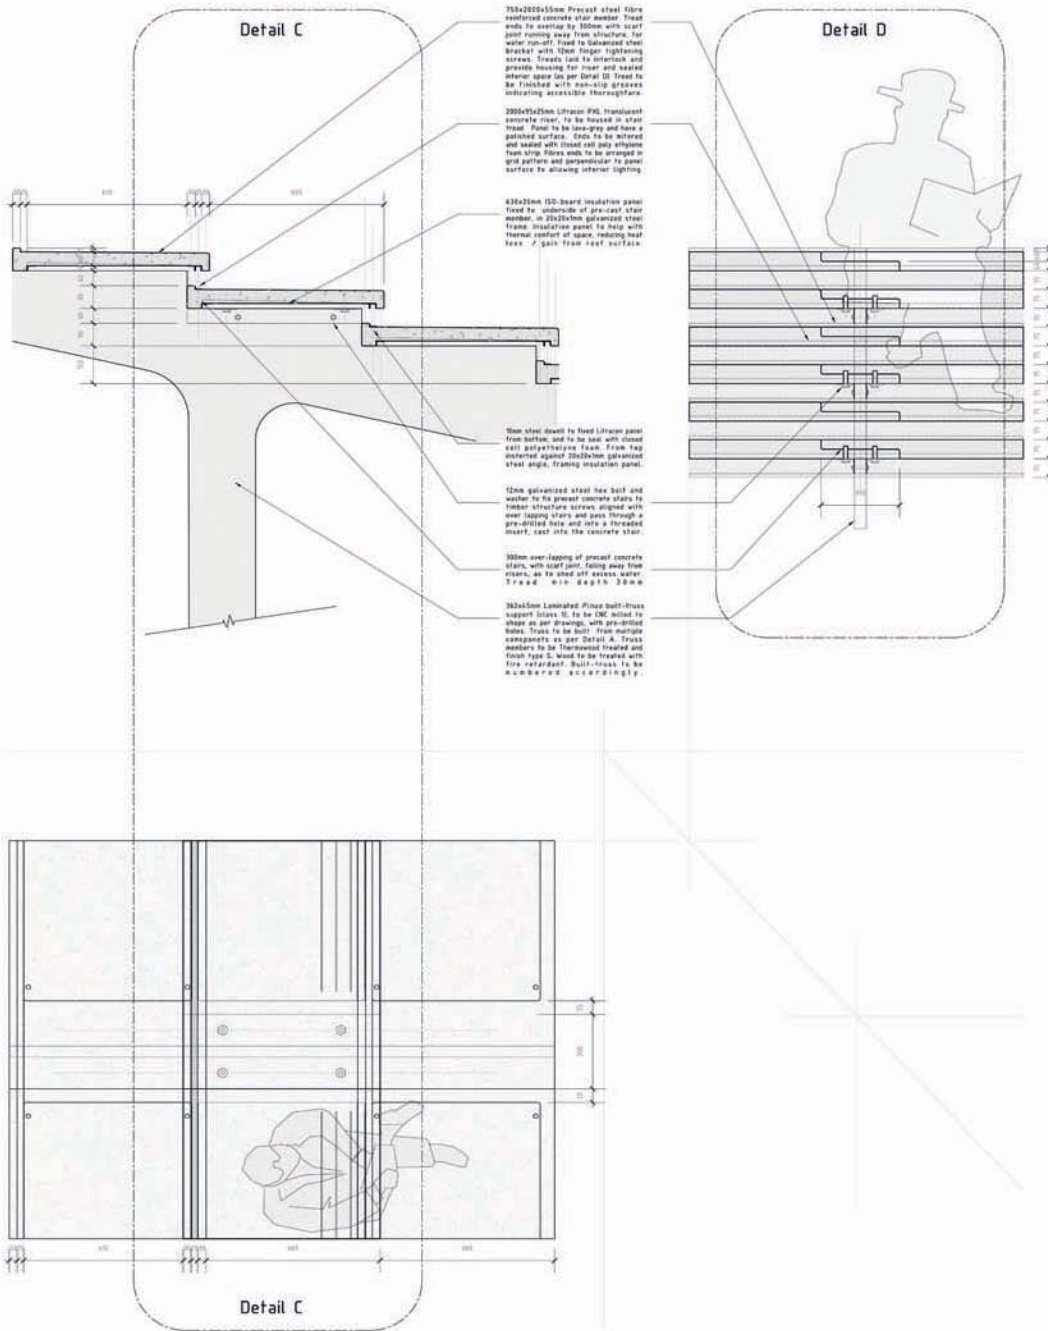 Detail C
750x2000x55mm Precast steel fibre
reinforced concrete stair member. Tread
ends to overlap by 300mm with scarf
joint running away from structure, for
water run-off. Fixed to Galvanized steel
bracket with 12mm finger tightening
screws. Treads laid to interlock and
provide housing for riser and sealed
interior space (as per Detail D). Tread to
be finished with non-slip grooves
indicating accessible thoroughfare.
Detail D
2000x95x25mm Litracon PXL translucent
concrete riser, to be housed in stair
tread. Panel to be lava-grey and have a
polished surface. Ends to be mitered
and sealed with closed cell poly ethylene
foam strip. Fibres ends to be arranged in
grid pattern and perpendicular to panel
surface to allowing interior lighting.
630x20mm ISO-board insulation panel
fixed to underside of pre-cast stair
member, in 20x20x1mm galvanized steel
frame. Insulation panel to help with
thermal comfort of space, reducing heat
loss / gain from roof surface.
10mm steel dowell to fixed Litracon panel
from bottom, and to be seal with closed
cell polyethelyne foam. From top
insterted against 20x20x1mm galvanized
steel angle, framing insulation panel.
12mm galvanized steel hex bolt and
washer to fix precast concrete stairs to
timber structure screws aligned with
over lapping stairs and pass through a
pre-drilled hole and into a threaded
insert, cast into the concrete stair.
300mm over-lapping of precast concrete
stairs, with scarf joint, falling away from
risers, as to shed off excess water.
Tread min depth 30mm
362x45mm Laminated Pinus built-truss
support (class 1), to be CNC milled to
shape as per drawings, with pre-drilled
holes. Truss to be built from multiple
componets as per Detail A. Truss
members to be Thermowood treated and
finish type G. Wood to be treated with
fire retardant. Built-truss to be
numbered accordingly.
Detail C